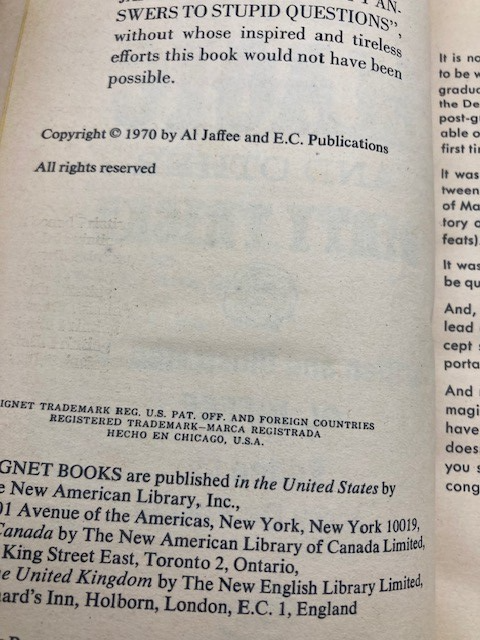 SWERS TO STUPID QUESTIONS",
without whose inspired and tireless
efforts this book would not have been
possible.
Copyright © 1970 by Al Jaffee and E.C. Publications
All rights reserved
IGNET TRADEMARK REG. U.S. PAT. OFF. AND FOREIGN COUNTRIES
REGISTERED TRADEMARK—MARCA REGISTRADA
HECHO EN CHICAGO, U.S.A.
GNET BOOKS are published in the United States by
e New American Library, Inc.,
01 Avenue of the Americas, New York, New York 10019,
Canada by The New American Library of Canada Limited,
King Street East, Toronto 2, Ontario,
he United Kingdom by The New English Library Limited,
nard's Inn, Holborn, London, E.C. 1, England
It is no
to be w
gradua
the De
post-g
able o
first ti
It was
tween
of Ma
tory o
feats)
It was
be qu
And,
lead
cept
porta
And
magi
have
does
you s
cong